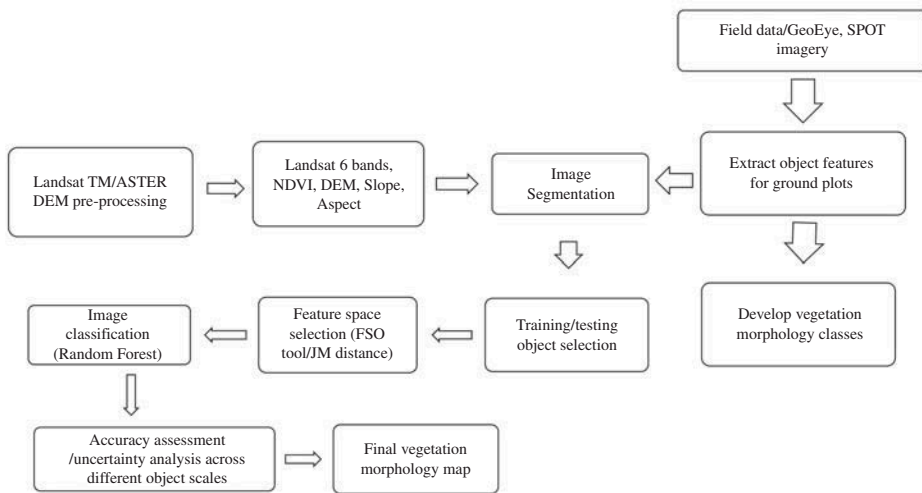 Field data/GeoEye, SPOT
imagery
Landsat TM/ASTER
DEM pre-processing
Landsat 6 bands,
NDVI, DEM, Slope,
Aspect
Image
Segmentation
Extract object features
for ground plots
Image
classification
(Random Forest)
Feature space
selection (FSO
tool/JM distance)
Training/testing
object selection
Develop vegetation
morphology classes
Accuracy assessment
/uncertainty analysis across
different object scales
Final vegetation
morphology map